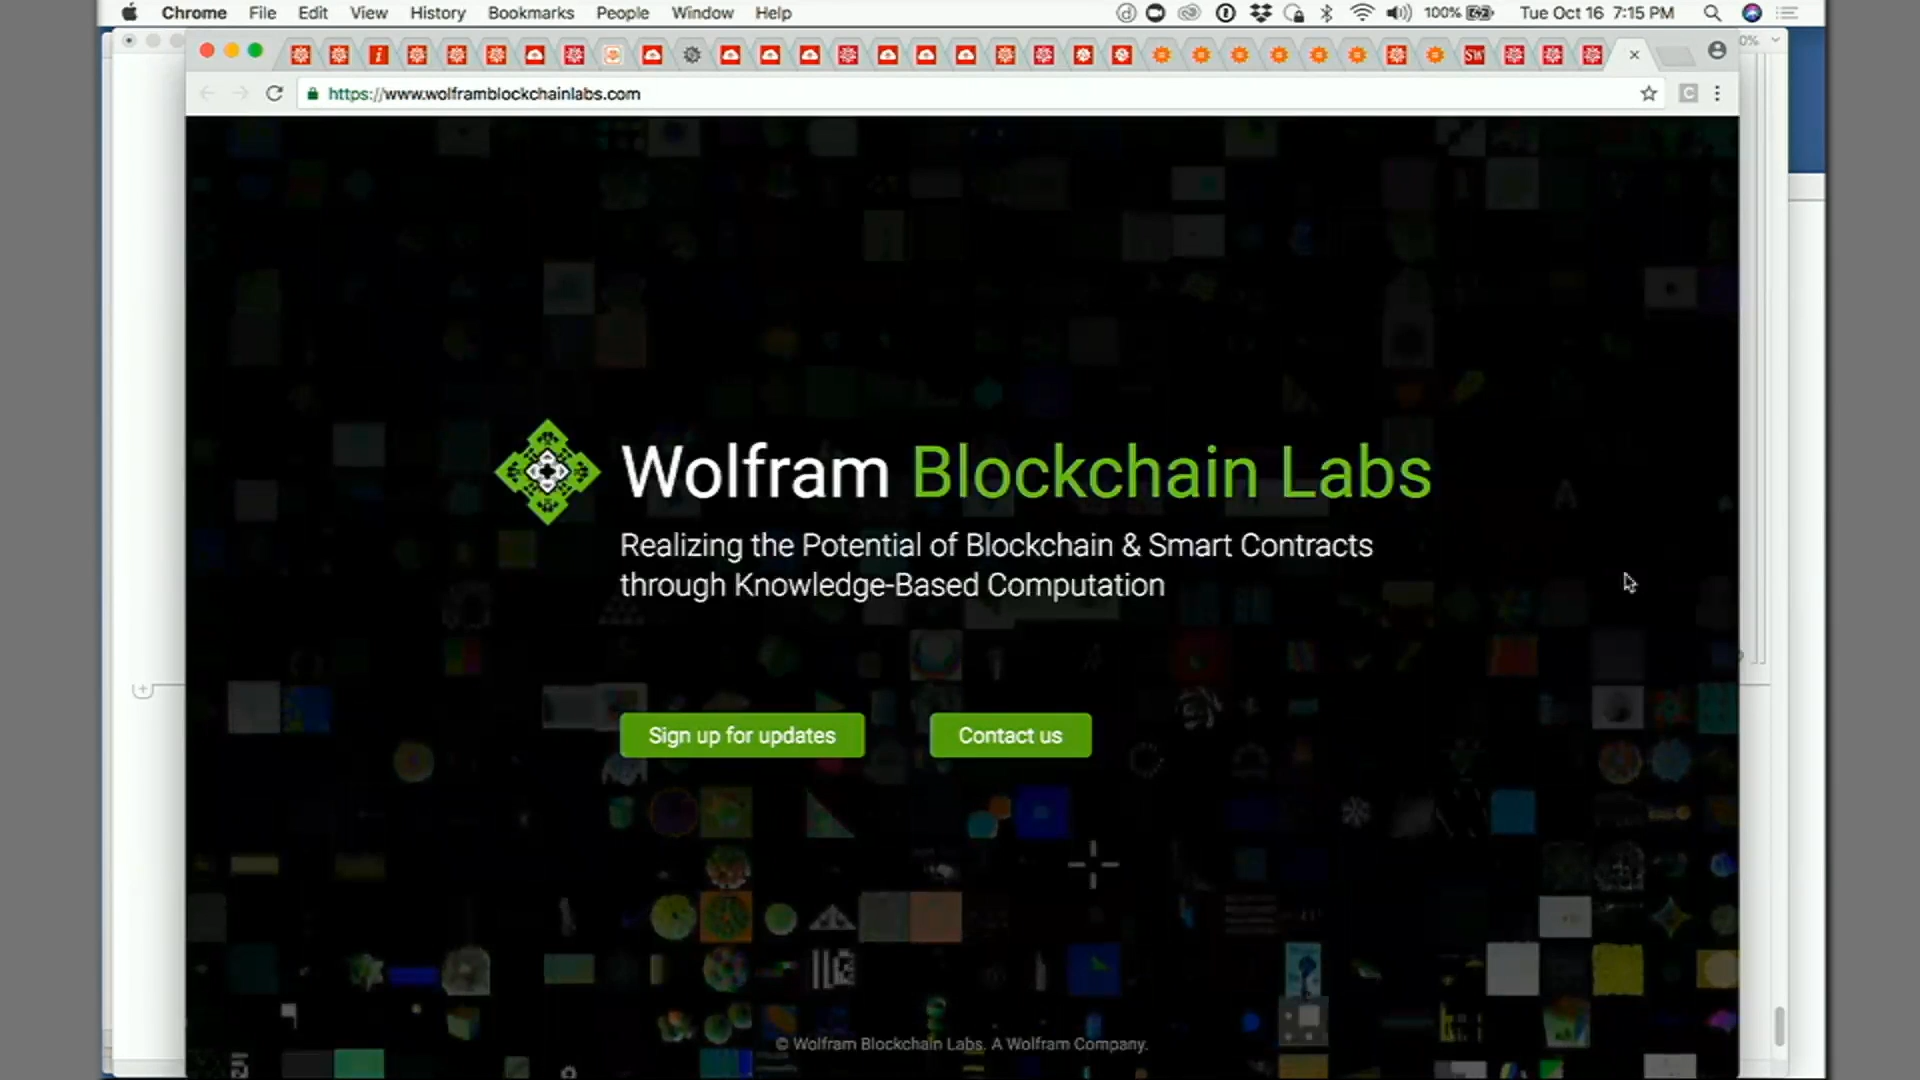 Chrome File Edit View History Bookmarks People Window Help 100% Tue Oct 16 7:15 PM
https://www.wolframblockchainlabs.com
Wolfram Blockchain Labs
Realizing the Potential of Blockchain & Smart Contracts
through Knowledge-Based Computation
Sign up for updates
Contact us
© Wolfram Blockchain Labs. A Wolfram Company.